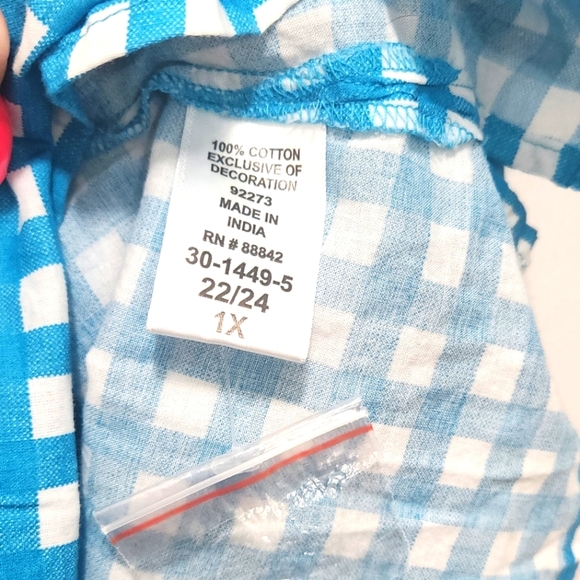 100% COTTON
EXCLUSIVE OF
DECORATION
92273
MADE IN
INDIA
RN # 88842
30-1449-5
22/24
1X